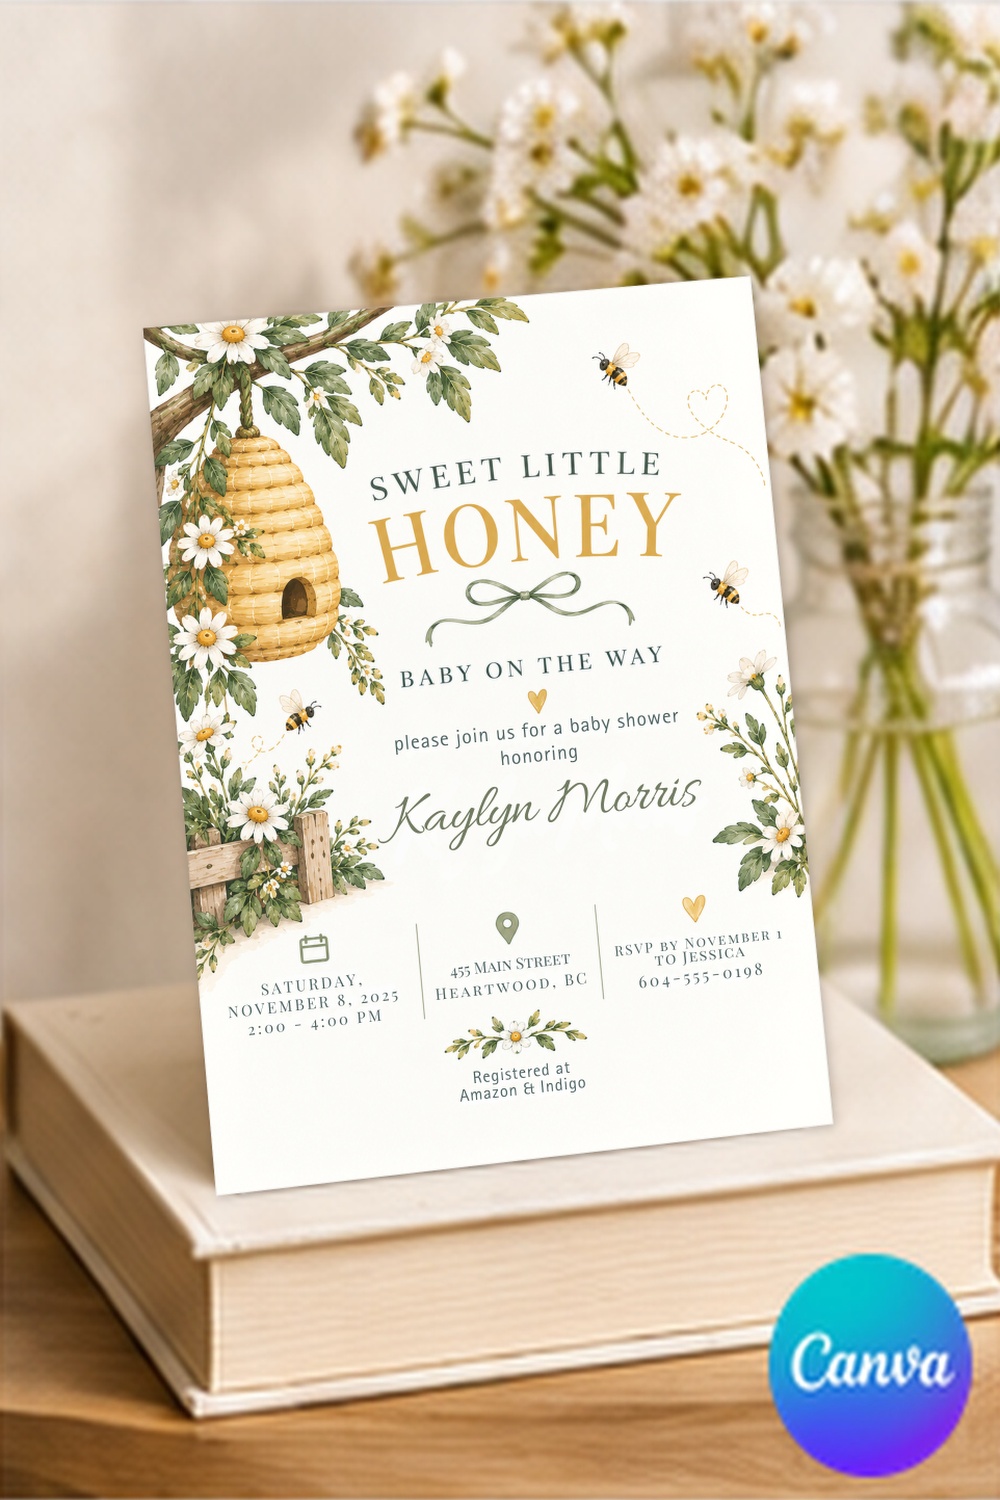 SWEET LITTLE
HONEY
BABY ON THE WAY
please join us for a baby shower
honoring
Kaylyn Morris
SATURDAY,
NOVEMBER 8, 2025
2:00 - 4:00 PM
455 MAIN STREET
HEARTWOOD, BC
RSVP BY NOVEMBER 1
TO JESSICA
604-555-0198
Registered at
Amazon & Indigo
Canva